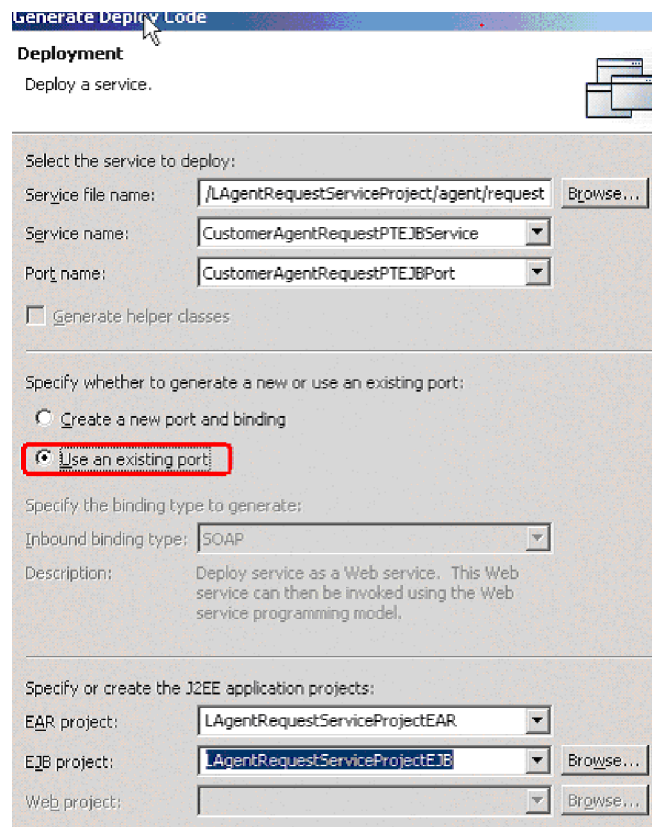 Generate Deploy Code
Deployment
Deploy a service.
Select the service to deploy:
Service file name: /LAgentRequestServiceProject/agent/request Browse...
Service name: CustomerAgentRequestPTEJBService
Port name: CustomerAgentRequestPTEJBPort
Generate helper classes
Specify whether to generate a new or use an existing port:
Create a new port and binding
Use an existing port
Specify the binding type to generate:
Inbound binding type: SOAP
Description: Deploy service as a Web service. This Web
service can then be invoked using the Web
service programming model.
Specify or create the J2EE application projects:
EAR project: LAgentRequestServiceProjectEAR
EJB project: LAgentRequestServiceProjectEJB Browse...
Web project: Browse...